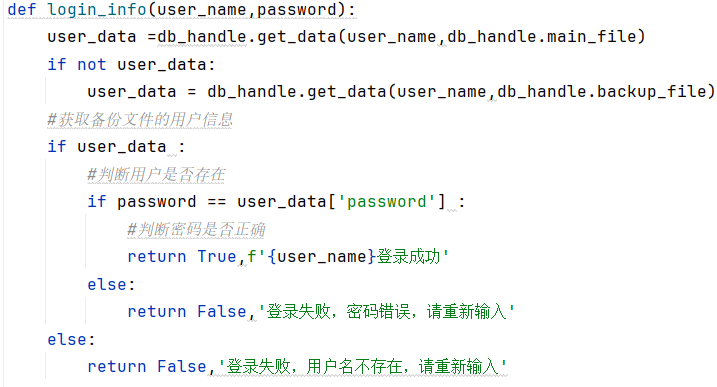 def login_info(user_name,password):
    user_data =db_handle.get_data(user_name,db_handle.main_file)
    if not user_data:
        user_data = db_handle.get_data(user_name,db_handle.backup_file)
    #获取备份文件的用户信息
    if user_data :
        #判断用户是否存在
        if password == user_data['password'] :
            #判断密码是否正确
            return True,f'{user_name}登录成功'
        else:
            return False,'登录失败，密码错误，请重新输入'
    else:
        return False,'登录失败，用户名不存在，请重新输入'